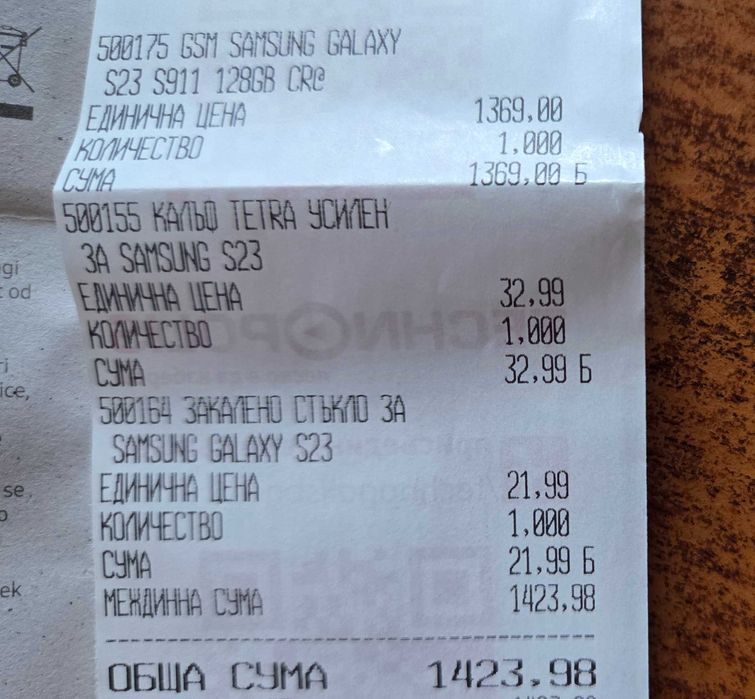 500175 GSM SAMSUNG GALAXY
S23 S911 128GB CR@
ЕДИНИЧНА ЦЕНА 1369,00
КОЛИЧЕСТВО 1,000
СУМА 1369,00 Б
500155 КАЛЪФ TETRA УСИЛЕН
ЗА SAMSUNG S23
ЕДИНИЧНА ЦЕНА 32,99
КОЛИЧЕСТВО 1,000
СУМА 32,99 Б
500164 ЗАКАЛЕНО СТЪКЛО ЗА
SAMSUNG GALAXY S23
ЕДИНИЧНА ЦЕНА 21,99
КОЛИЧЕСТВО 1,000
СУМА 21,99 Б
МЕЖДИННА СУМА 1423,98
ОБЩА СУМА 1423,98